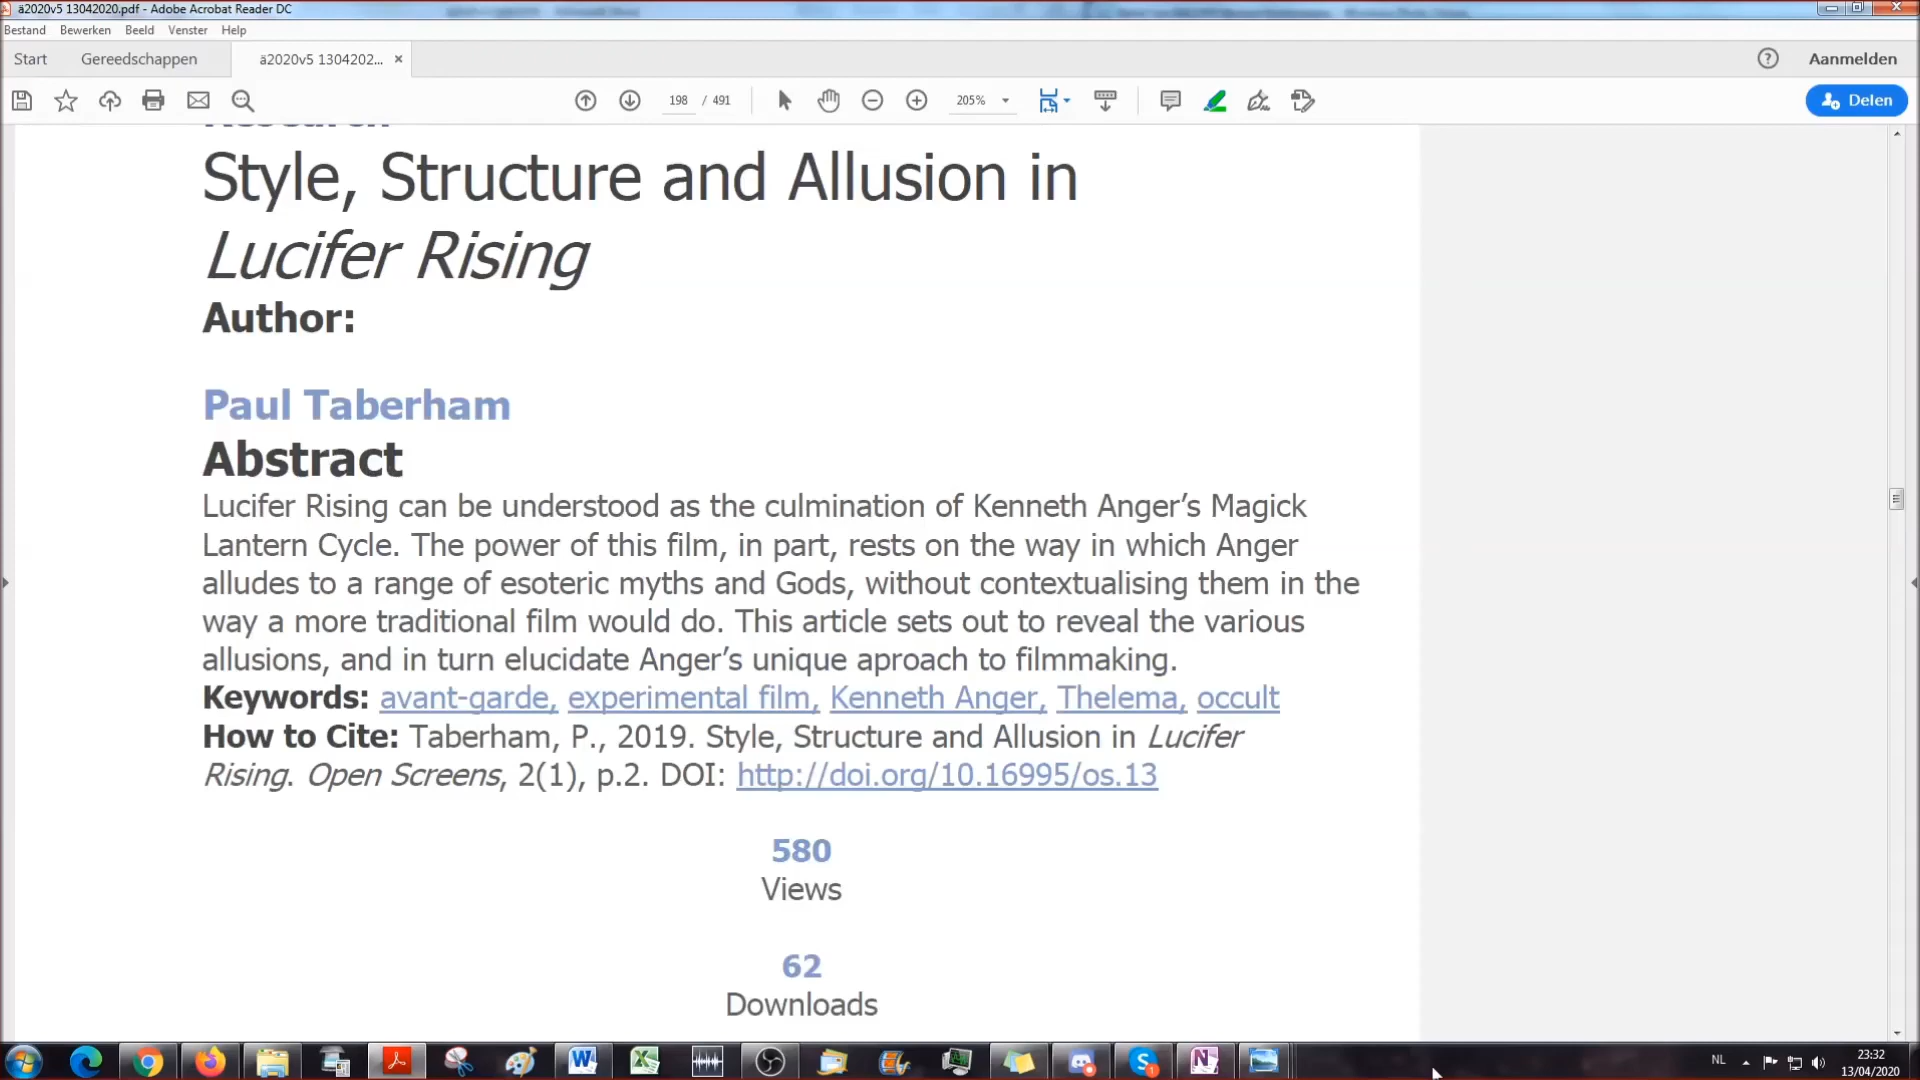 ä2020v5 13042020.pdf - Adobe Acrobat Reader DC
Bestand Bewerken Beeld Venster Help
Start Gereedschappen ä2020v5 1304202... × Aanmelden
198 / 491 205% Delen
Style, Structure and Allusion in
Lucifer Rising
Author:
Paul Taberham
Abstract
Lucifer Rising can be understood as the culmination of Kenneth Anger’s Magick
Lantern Cycle. The power of this film, in part, rests on the way in which Anger
alludes to a range of esoteric myths and Gods, without contextualising them in the
way a more traditional film would do. This article sets out to reveal the various
allusions, and in turn elucidate Anger’s unique aproach to filmmaking.
Keywords: avant-garde, experimental film, Kenneth Anger, Thelema, occult
How to Cite: Taberham, P., 2019. Style, Structure and Allusion in Lucifer
Rising. Open Screens, 2(1), p.2. DOI: http://doi.org/10.16995/os.13
580
Views
62
Downloads
NL 23:32
13/04/2020